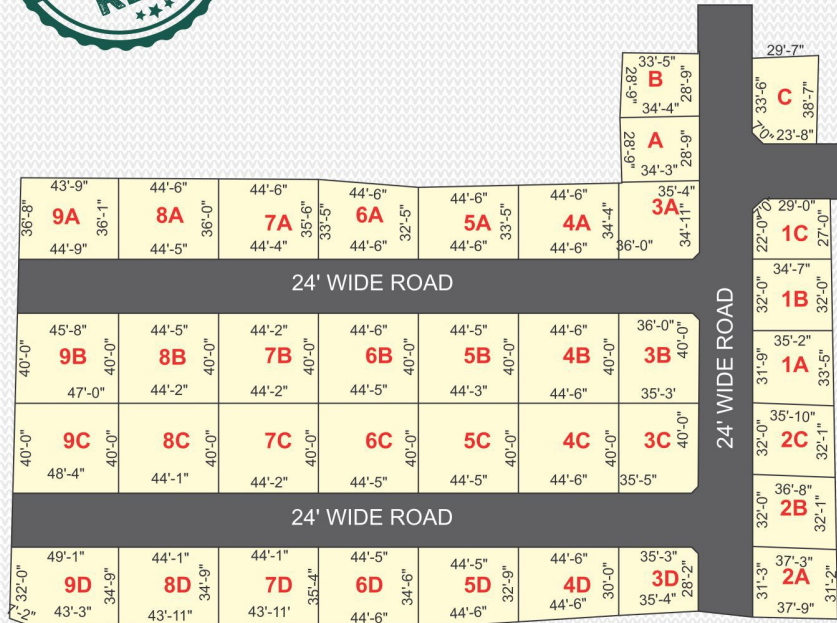 33'-5"
28'-9" B 28'-9"
34'-4"
28'-9" A 28'-9"
34'-3"
29'-7"
33'-6" C 38'-7"
7'0" 23'-8"
43'-9" 44'-6" 44'-6" 44'-6" 44'-6" 44'-6" 35'-4"
36'-8" 9A 36'-1" 8A 36'-0" 7A 35'-6" 33'-5" 6A 32'-5" 5A 33'-5" 4A 34'-4" 3A 34'-11"
44'-9" 44'-5" 44'-4" 44'-6" 44'-6" 44'-6" 36'-0"
29'-0"
22'-0" 1C 27'-0"
24' WIDE ROAD
34'-7"
32'-0" 1B 32'-0"
45'-8" 44'-5" 44'-2" 44'-6" 44'-5" 44'-6" 36'-0"
40'-0" 9B 40'-0" 8B 40'-0" 7B 40'-0" 6B 40'-0" 5B 40'-0" 4B 40'-0" 3B 40'-0"
47'-0" 44'-2" 44'-2" 44'-5" 44'-3" 44'-6" 35'-3'
24' WIDE ROAD
35'-2"
31'-9" 1A 33'-5"
40'-0" 9C 40'-0" 8C 40'-0" 7C 40'-0" 6C 40'-0" 5C 40'-0" 4C 40'-0" 3C 40'-0"
48'-4" 44'-1" 44'-2" 44'-5" 44'-5" 44'-6" 35'-5"
35'-10"
32'-0" 2C 32'-1"
24' WIDE ROAD
36'-8"
32'-0" 2B 32'-1"
49'-1" 44'-1" 44'-1" 44'-5" 44'-5" 44'-6" 35'-3"
32'-0" 9D 34'-9" 8D 34'-9" 7D 35'-4" 6D 34'-6" 5D 32'-9" 4D 30'-0" 3D 28'-2"
7'-2" 43'-3" 43'-11" 43'-11' 44'-6" 44'-6" 44'-6" 35'-4"
37'-3"
31'-3" 2A 31'-2"
37'-9"